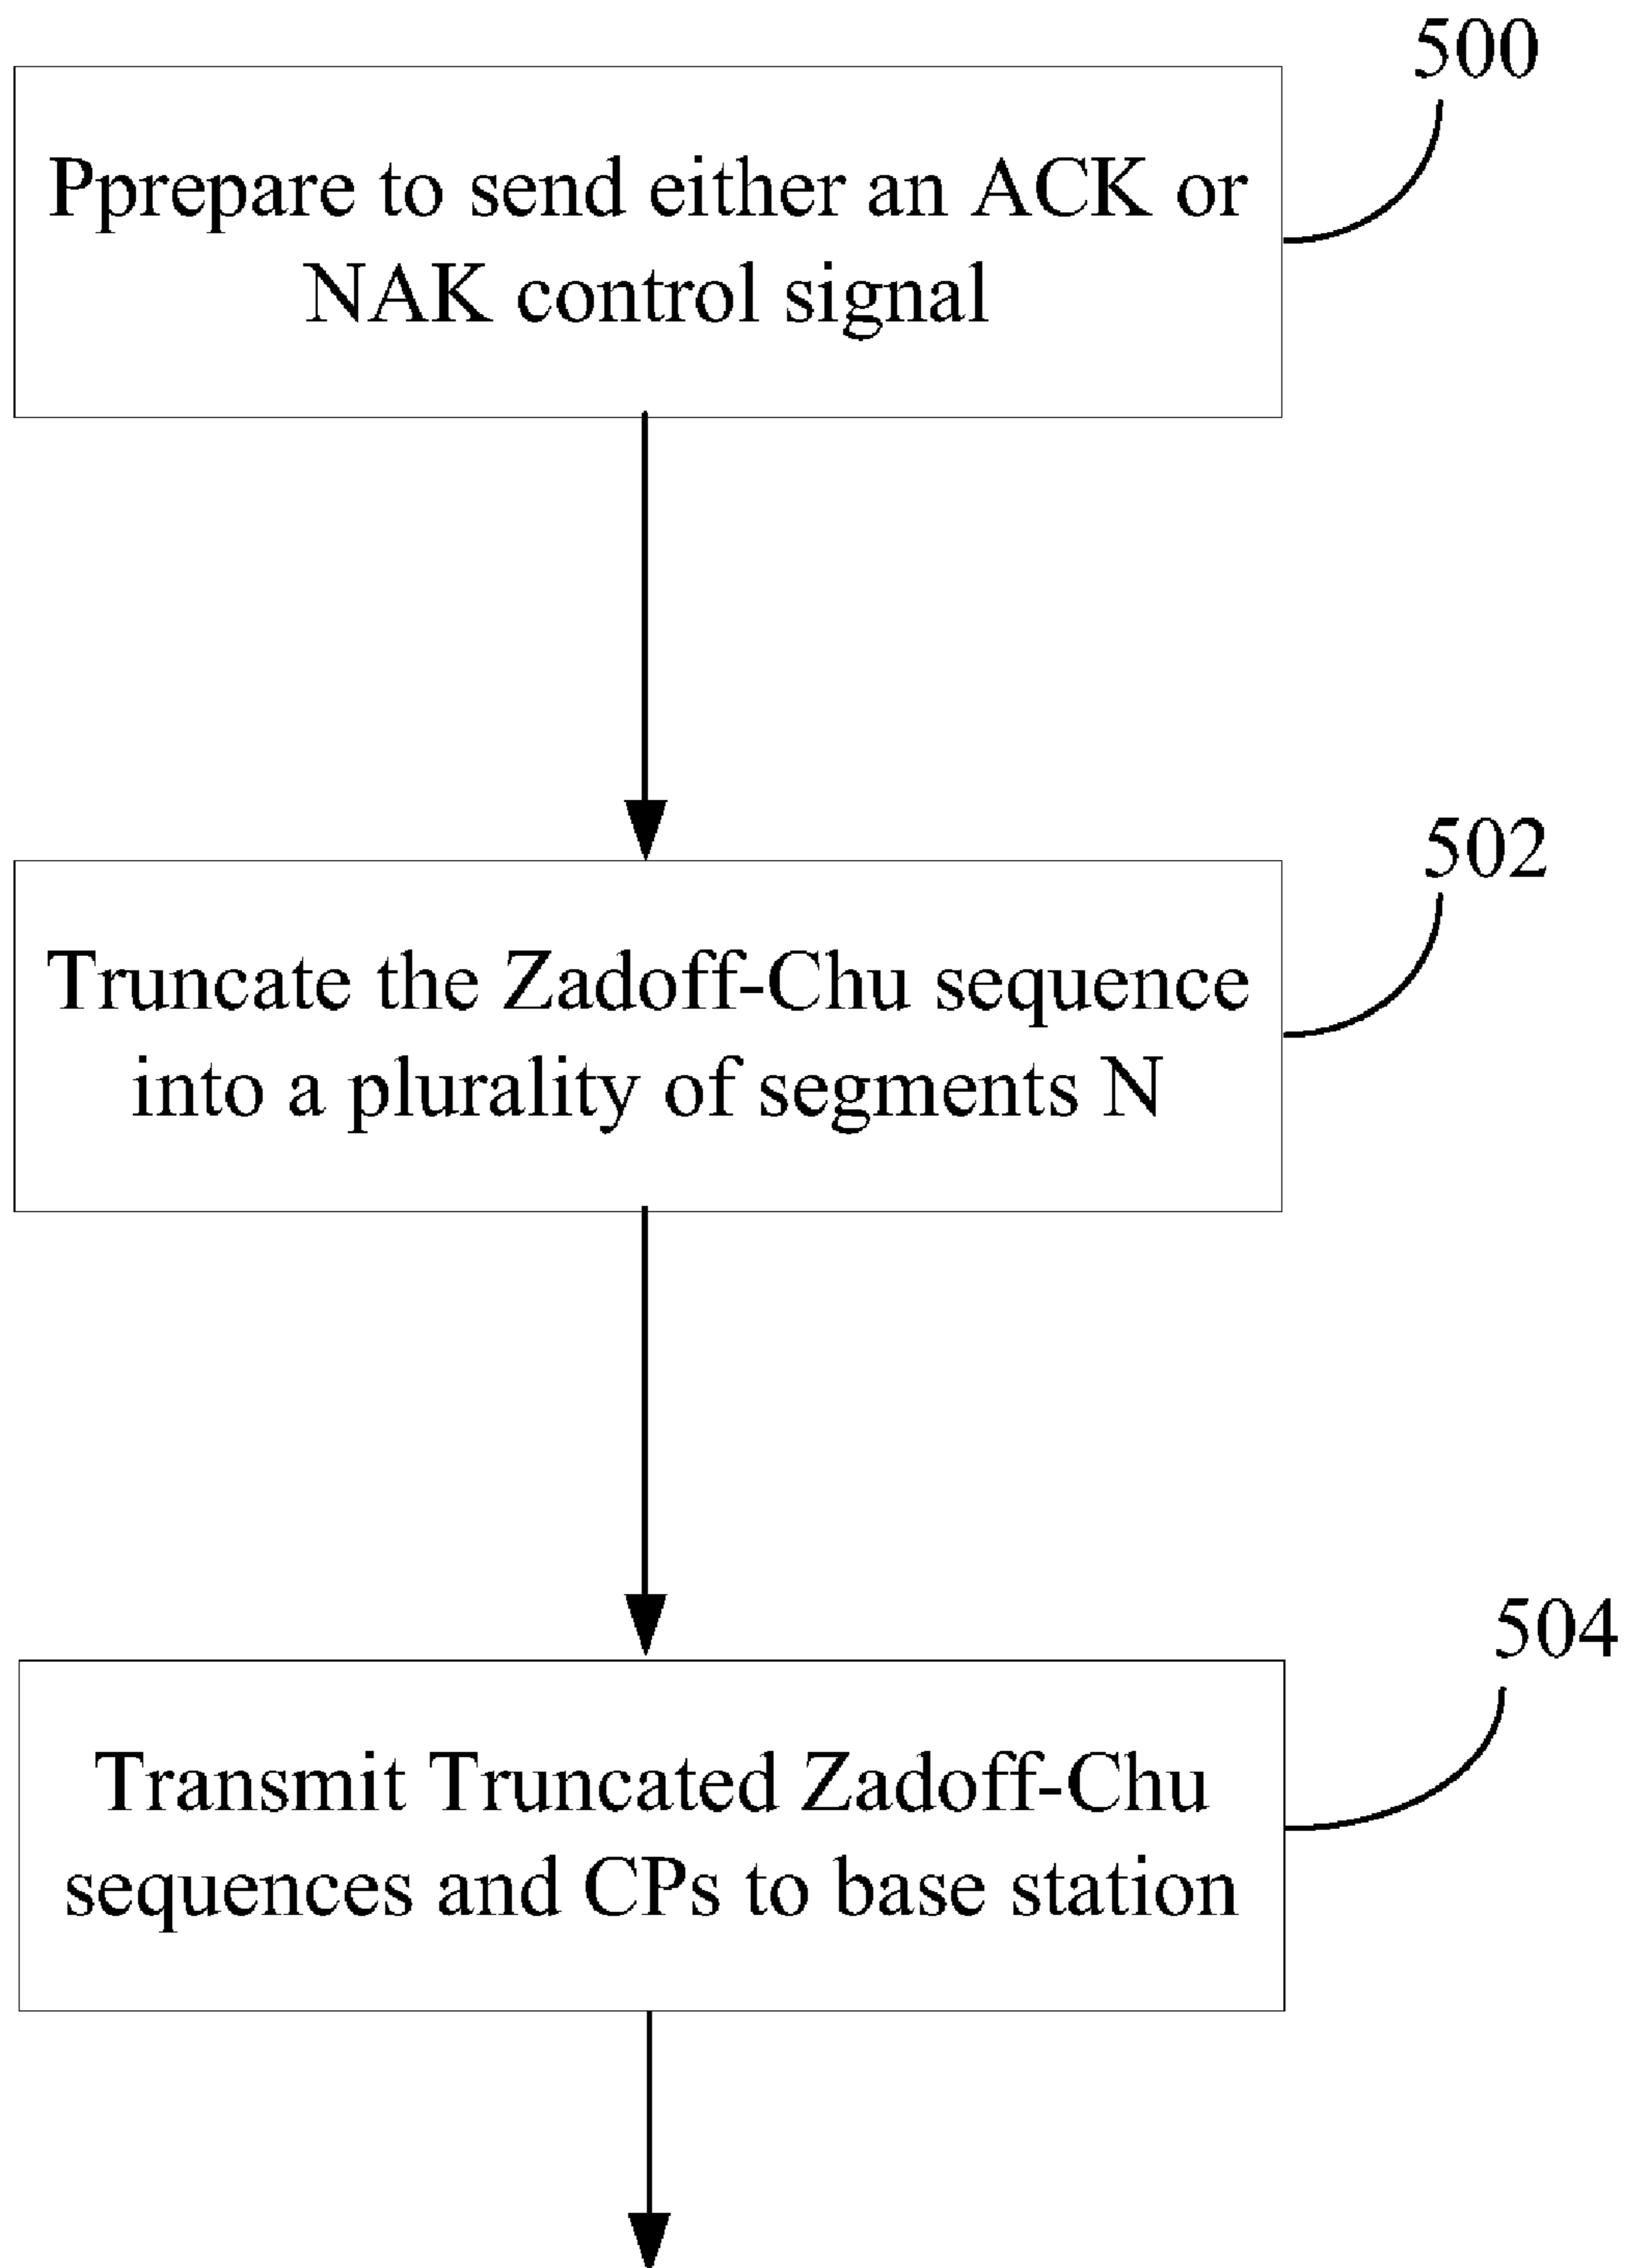 500
Pprepare to send either an ACK or
NAK control signal
502
Truncate the Zadoff-Chu sequence
into a plurality of segments N
504
Transmit Truncated Zadoff-Chu
sequences and CPs to base station